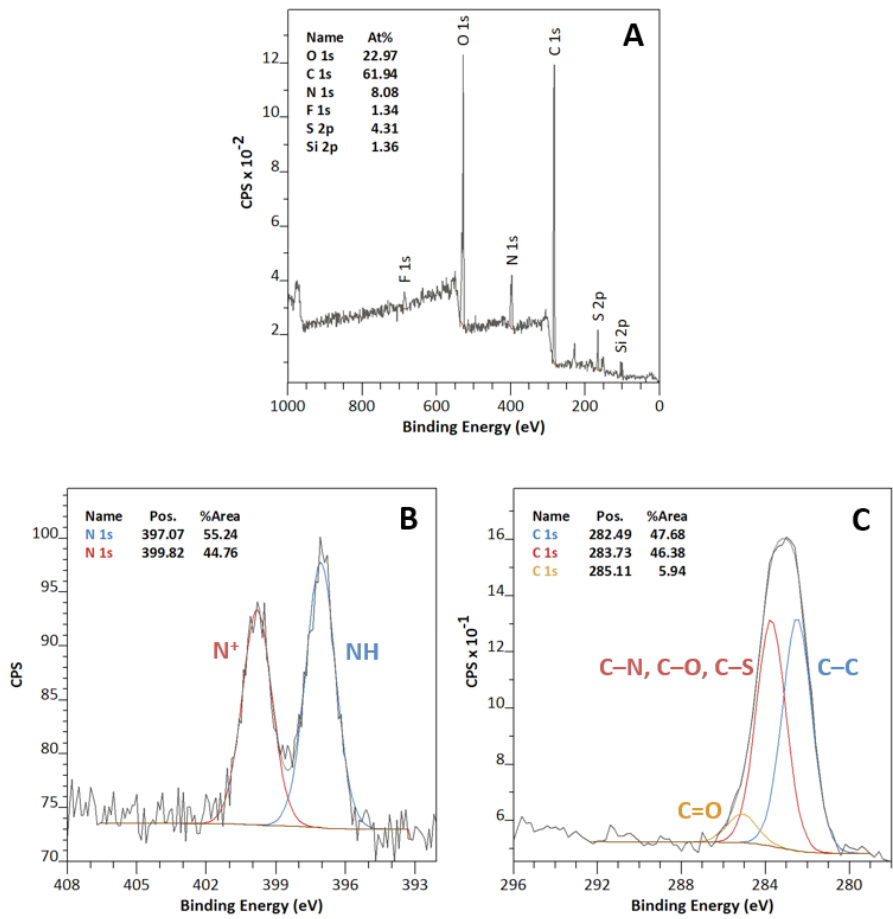 A
Name At%
O 1s 22.97
C 1s 61.94
N 1s 8.08
F 1s 1.34
S 2p 4.31
Si 2p 1.36
O 1s
C 1s
F 1s
N 1s
S 2p
Si 2p
CPS x 10-2
12
10
8
6
4
2
1000 800 600 400 200 0
Binding Energy (eV)
B
Name Pos. %Area
N 1s 397.07 55.24
N 1s 399.82 44.76
N+
NH
CPS
100
95
90
85
80
75
70
408 405 402 399 396 393
Binding Energy (eV)
C
Name Pos. %Area
C 1s 282.49 47.68
C 1s 283.73 46.38
C 1s 285.11 5.94
C–N, C–O, C–S
C–C
C=O
CPS x 10-1
16
14
12
10
8
6
296 292 288 284 280
Binding Energy (eV)